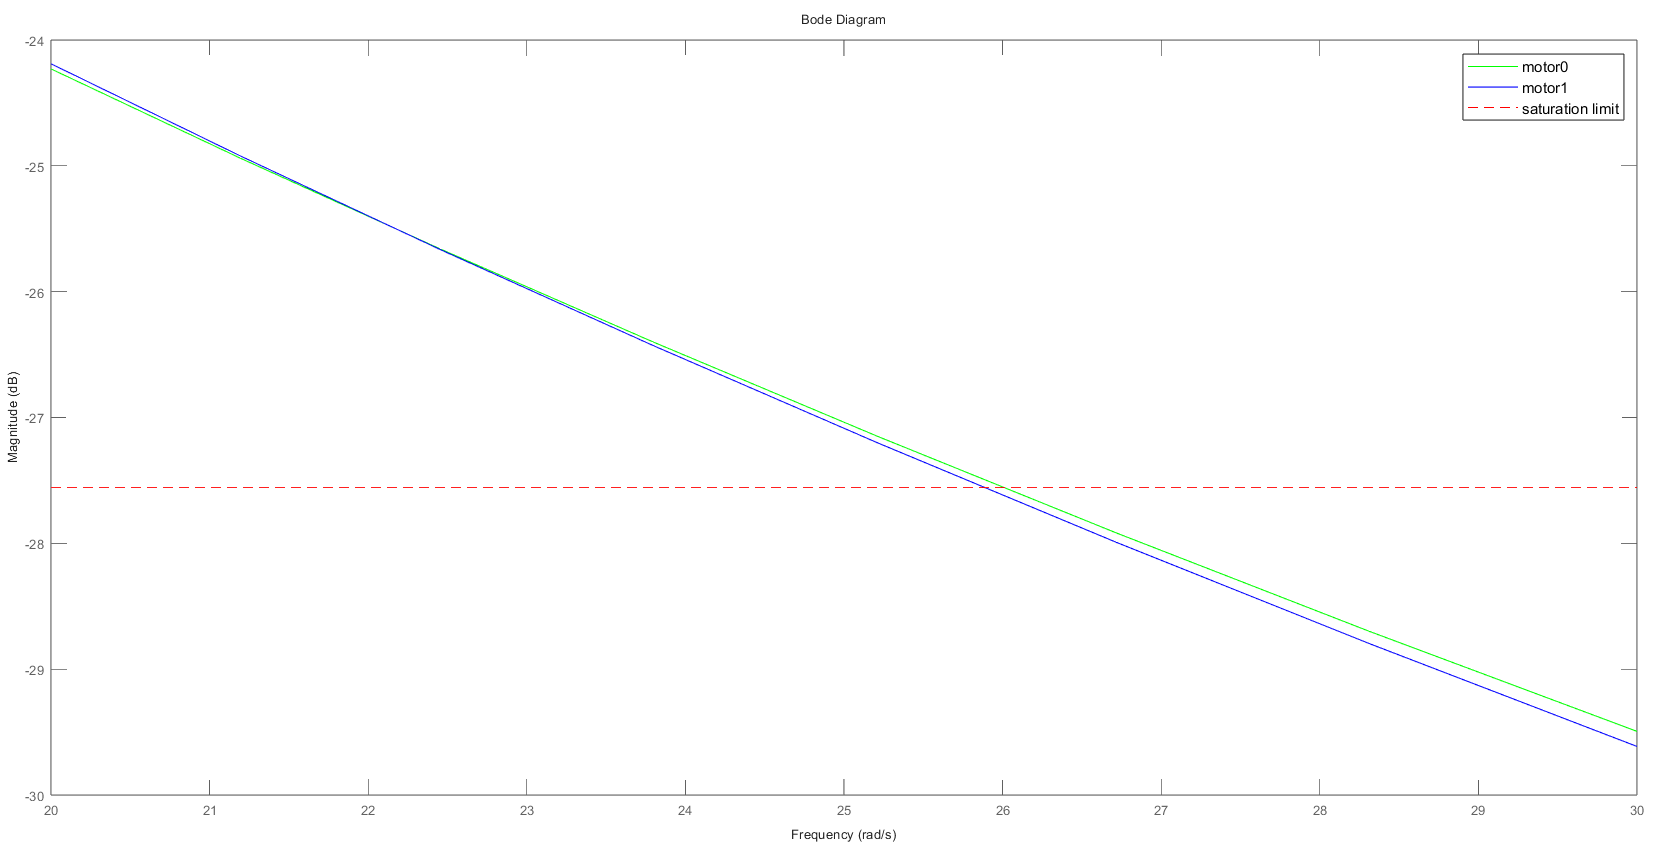 Bode Diagram
-24
-25
-26
-27
-28
-29
-30
Magnitude (dB)
motor0
motor1
saturation limit
20 21 22 23 24 25 26 27 28 29 30
Frequency (rad/s)